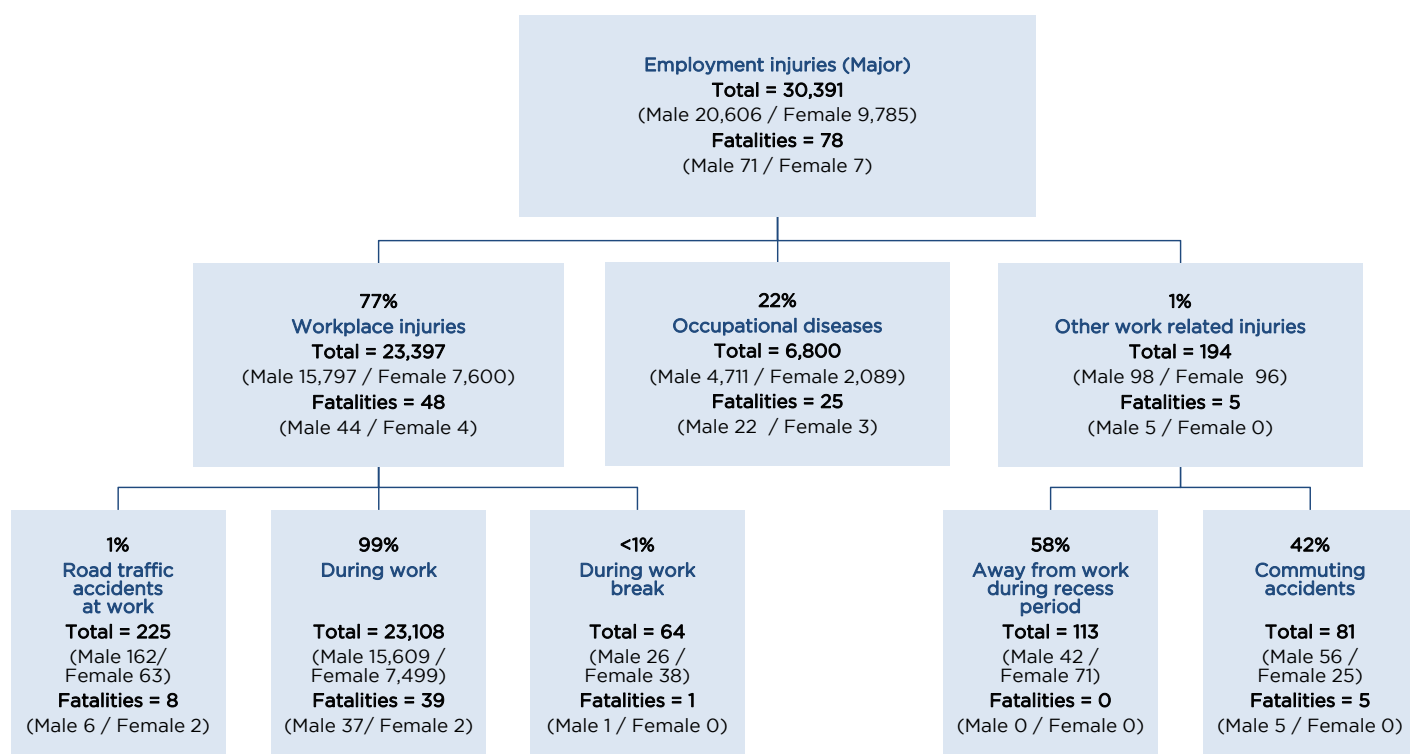 Employment injuries (Major)
Total = 30,391
(Male 20,606 / Female 9,785)
Fatalities = 78
(Male 71 / Female 7)
77%
Workplace injuries
Total = 23,397
(Male 15,797 / Female 7,600)
Fatalities = 48
(Male 44 / Female 4)
22%
Occupational diseases
Total = 6,800
(Male 4,711 / Female 2,089)
Fatalities = 25
(Male 22 / Female 3)
1%
Other work related injuries
Total = 194
(Male 98 / Female 96)
Fatalities = 5
(Male 5 / Female 0)
1%
Road traffic
accidents
at work
Total = 225
(Male 162/
Female 63)
Fatalities = 8
(Male 6 / Female 2)
99%
During work
Total = 23,108
(Male 15,609 /
Female 7,499)
Fatalities = 39
(Male 37/ Female 2)
<1%
During work
break
Total = 64
(Male 26 /
Female 38)
Fatalities = 1
(Male 1 / Female 0)
58%
Away from work
during recess
period
Total = 113
(Male 42 /
Female 71)
Fatalities = 0
(Male 0 / Female 0)
42%
Commuting
accidents
Total = 81
(Male 56 /
Female 25)
Fatalities = 5
(Male 5 / Female 0)